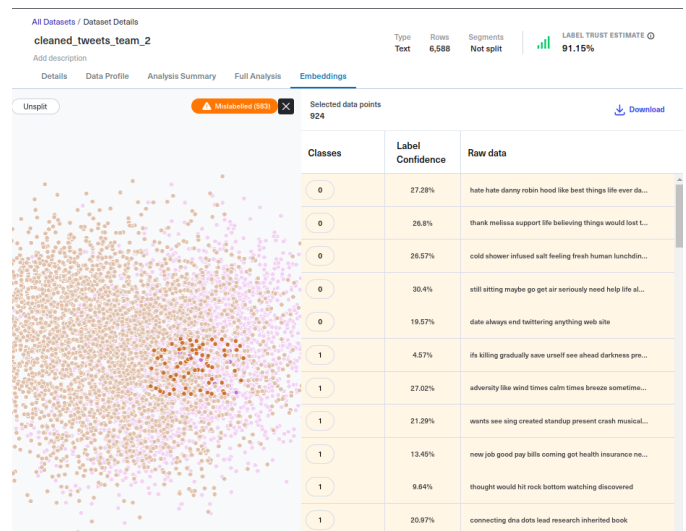 All Datasets / Dataset Details
cleaned_tweets_team_2
Add description
Type Rows Segments LABEL TRUST ESTIMATE
Text 6,588 Not split 91.15%
Details Data Profile Analysis Summary Full Analysis Embeddings
Unsplit
Mislabelled (583)
Selected data points
924
Download
Classes Label Confidence Raw data
0 27.28% hate hate danny robin hood like best things life ever da...
0 26.8% thank melissa support life believing things would lost t...
0 26.57% cold shower infused salt feeling fresh human lunchdin...
0 30.4% still sitting maybe go get air seriously need help life al...
0 19.57% date always end twittering anything web site
1 4.57% ifs killing gradually save urself see ahead darkness pre...
1 27.02% adversity like wind times calm times breeze sometime...
1 21.29% wants see sing created standup present crash musical...
1 13.45% new job good pay bills coming got health insurance ne...
1 9.64% thought would hit rock bottom watching discovered
1 20.97% connecting dna dots lead research inherited book